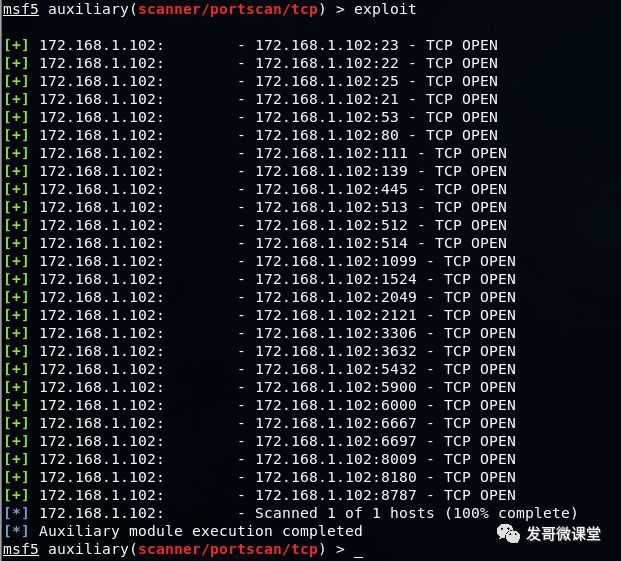 msf5 auxiliary(scanner/portscan/tcp) > exploit
[+] 172.168.1.102: - 172.168.1.102:23 - TCP OPEN
[+] 172.168.1.102: - 172.168.1.102:22 - TCP OPEN
[+] 172.168.1.102: - 172.168.1.102:25 - TCP OPEN
[+] 172.168.1.102: - 172.168.1.102:21 - TCP OPEN
[+] 172.168.1.102: - 172.168.1.102:53 - TCP OPEN
[+] 172.168.1.102: - 172.168.1.102:80 - TCP OPEN
[+] 172.168.1.102: - 172.168.1.102:111 - TCP OPEN
[+] 172.168.1.102: - 172.168.1.102:139 - TCP OPEN
[+] 172.168.1.102: - 172.168.1.102:445 - TCP OPEN
[+] 172.168.1.102: - 172.168.1.102:513 - TCP OPEN
[+] 172.168.1.102: - 172.168.1.102:512 - TCP OPEN
[+] 172.168.1.102: - 172.168.1.102:514 - TCP OPEN
[+] 172.168.1.102: - 172.168.1.102:1099 - TCP OPEN
[+] 172.168.1.102: - 172.168.1.102:1524 - TCP OPEN
[+] 172.168.1.102: - 172.168.1.102:2049 - TCP OPEN
[+] 172.168.1.102: - 172.168.1.102:2121 - TCP OPEN
[+] 172.168.1.102: - 172.168.1.102:3306 - TCP OPEN
[+] 172.168.1.102: - 172.168.1.102:3632 - TCP OPEN
[+] 172.168.1.102: - 172.168.1.102:5432 - TCP OPEN
[+] 172.168.1.102: - 172.168.1.102:5900 - TCP OPEN
[+] 172.168.1.102: - 172.168.1.102:6000 - TCP OPEN
[+] 172.168.1.102: - 172.168.1.102:6667 - TCP OPEN
[+] 172.168.1.102: - 172.168.1.102:6697 - TCP OPEN
[+] 172.168.1.102: - 172.168.1.102:8009 - TCP OPEN
[+] 172.168.1.102: - 172.168.1.102:8180 - TCP OPEN
[+] 172.168.1.102: - 172.168.1.102:8787 - TCP OPEN
[*] 172.168.1.102: - Scanned 1 of 1 hosts (100% complete)
[*] Auxiliary module execution completed
msf5 auxiliary(scanner/portscan/tcp) > _
发哥微课堂